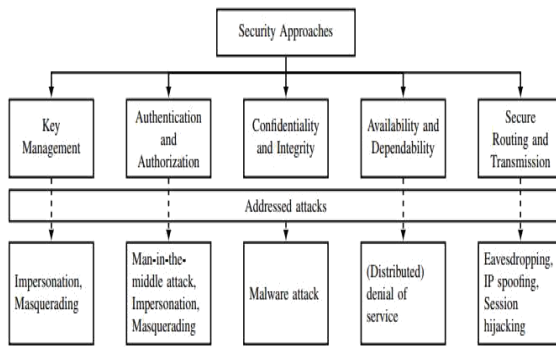 Security Approaches
Key
Management
Authentication
and
Authorization
Confidentiality
and Integrity
Availability and
Dependability
Secure
Routing and
Transmission
Addressed attacks
Impersonation,
Masquerading
Man-in-the-
middle attack,
Impersonation,
Masquerading
Malware attack
(Distributed)
denial of
service
Eavesdropping,
IP spoofing,
Session
hijacking